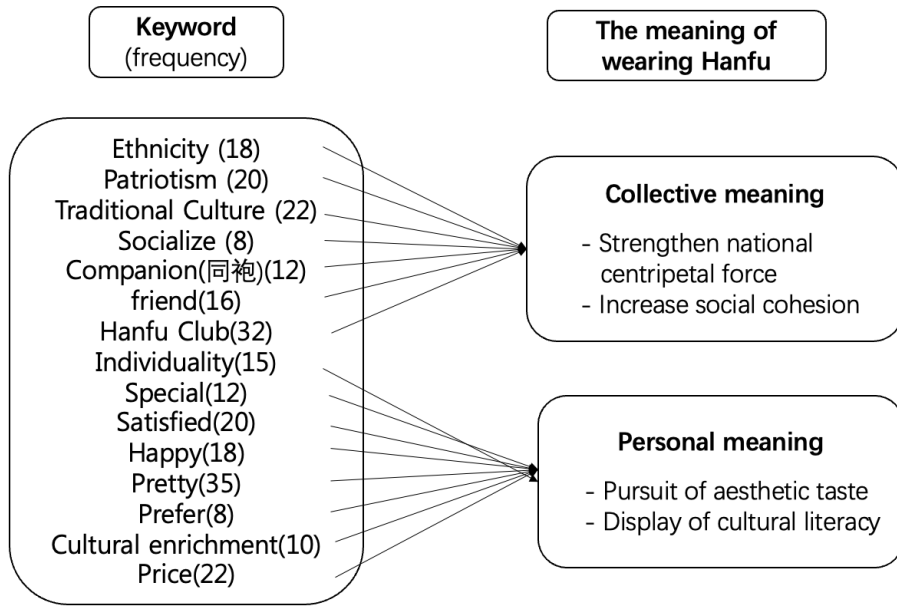 Keyword
(frequency)
The meaning of
wearing Hanfu
Ethnicity (18)
Patriotism (20)
Traditional Culture (22)
Socialize (8)
Companion(同袍)(12)
friend(16)
Hanfu Club(32)
Individuality(15)
Special(12)
Satisfied(20)
Happy(18)
Pretty(35)
Prefer(8)
Cultural enrichment(10)
Price(22)
Collective meaning
- Strengthen national
centripetal force
- Increase social cohesion
Personal meaning
- Pursuit of aesthetic taste
- Display of cultural literacy